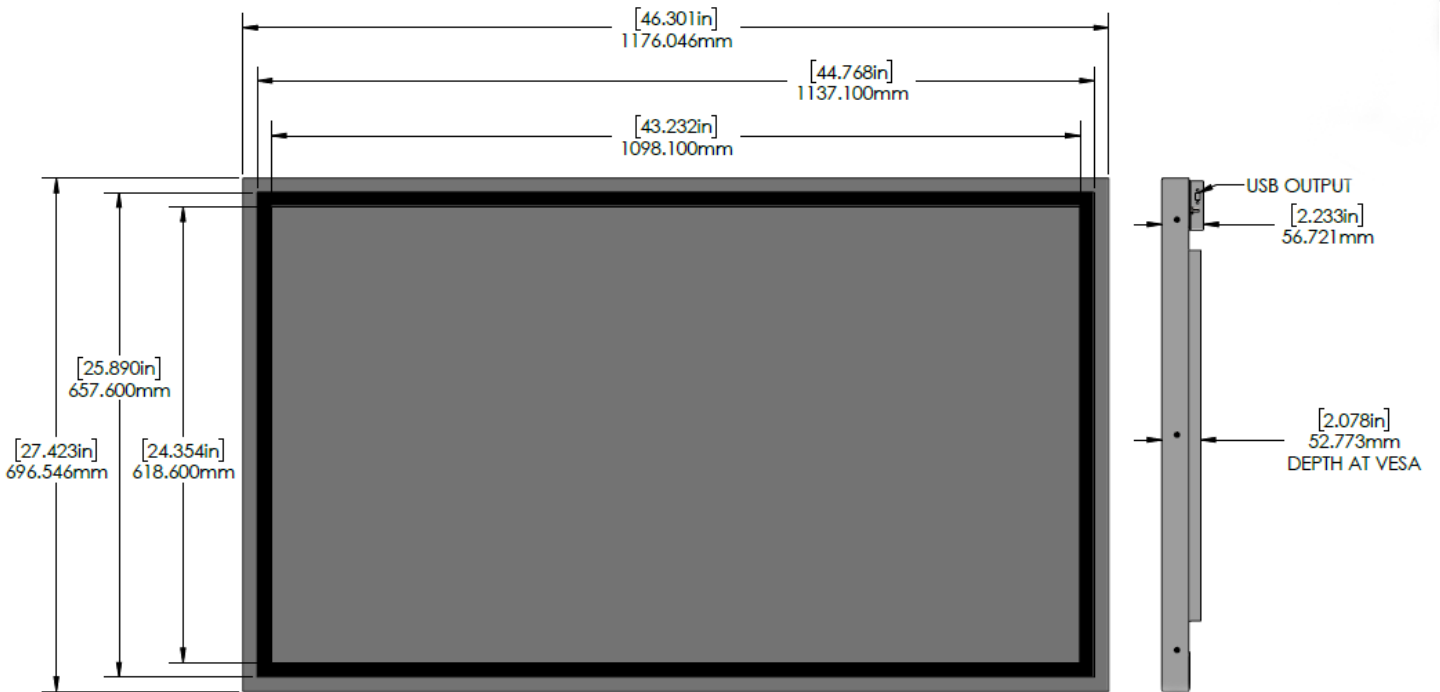 [46.301in]
1176.046mm
[44.768in]
1137.100mm
[43.232in]
1098.100mm
USB OUTPUT
[2.233in]
56.721mm
[25.890in]
657.600mm
[27.423in]
696.546mm
[24.354in]
618.600mm
[2.078in]
52.773mm
DEPTH AT VESA